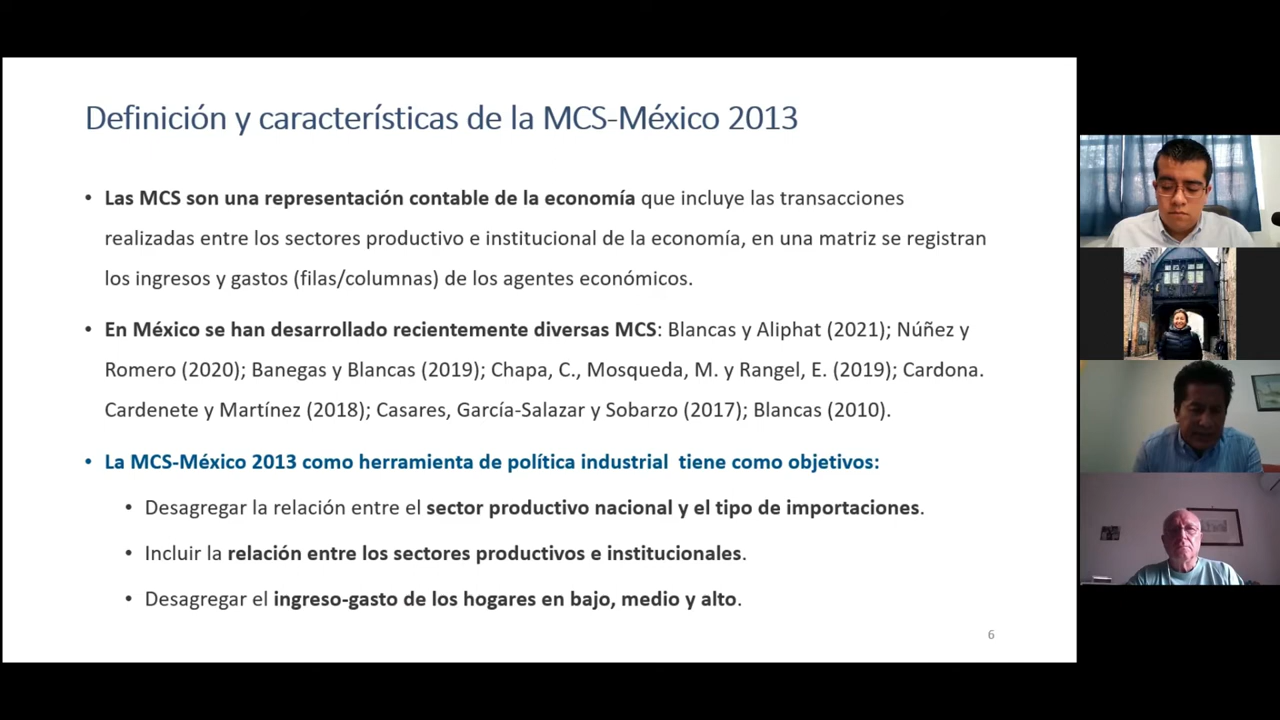 Definición y características de la MCS-México 2013
• Las MCS son una representación contable de la economía que incluye las transacciones
realizadas entre los sectores productivo e institucional de la economía, en una matriz se registran
los ingresos y gastos (filas/columnas) de los agentes económicos.
• En México se han desarrollado recientemente diversas MCS: Blancas y Aliphat (2021); Núñez y
Romero (2020); Banegas y Blancas (2019); Chapa, C., Mosqueda, M. y Rangel, E. (2019); Cardona.
Cardenete y Martínez (2018); Casares, García-Salazar y Sobarzo (2017); Blancas (2010).
• La MCS-México 2013 como herramienta de política industrial  tiene como objetivos:
• Desagregar la relación entre el sector productivo nacional y el tipo de importaciones.
• Incluir la relación entre los sectores productivos e institucionales.
• Desagregar el ingreso-gasto de los hogares en bajo, medio y alto.
6